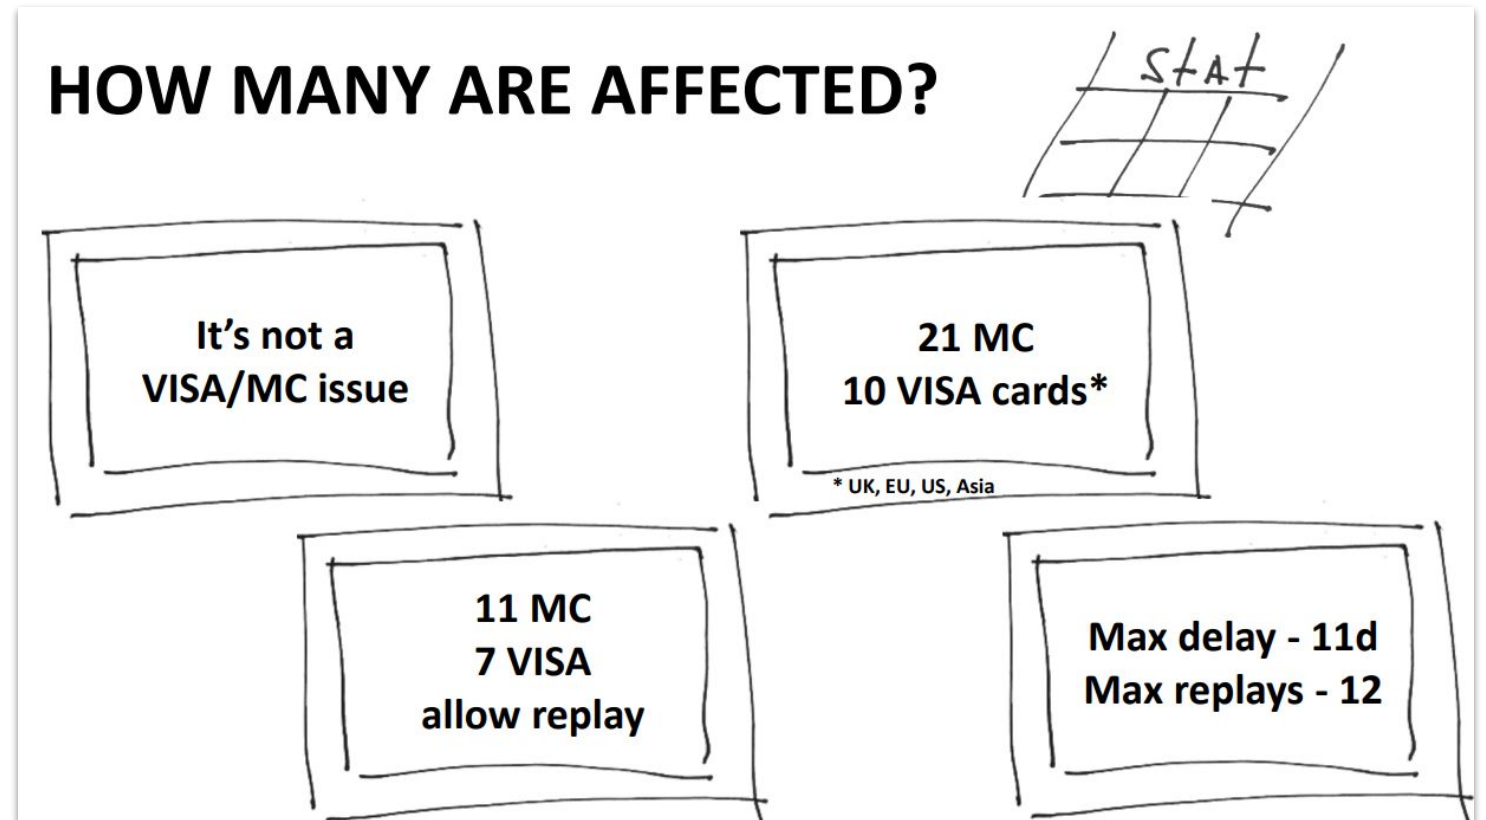 HOW MANY ARE AFFECTED?
StAt
It’s not a
VISA/MC issue
21 MC
10 VISA cards*
* UK, EU, US, Asia
11 MC
7 VISA
allow replay
Max delay - 11d
Max replays - 12